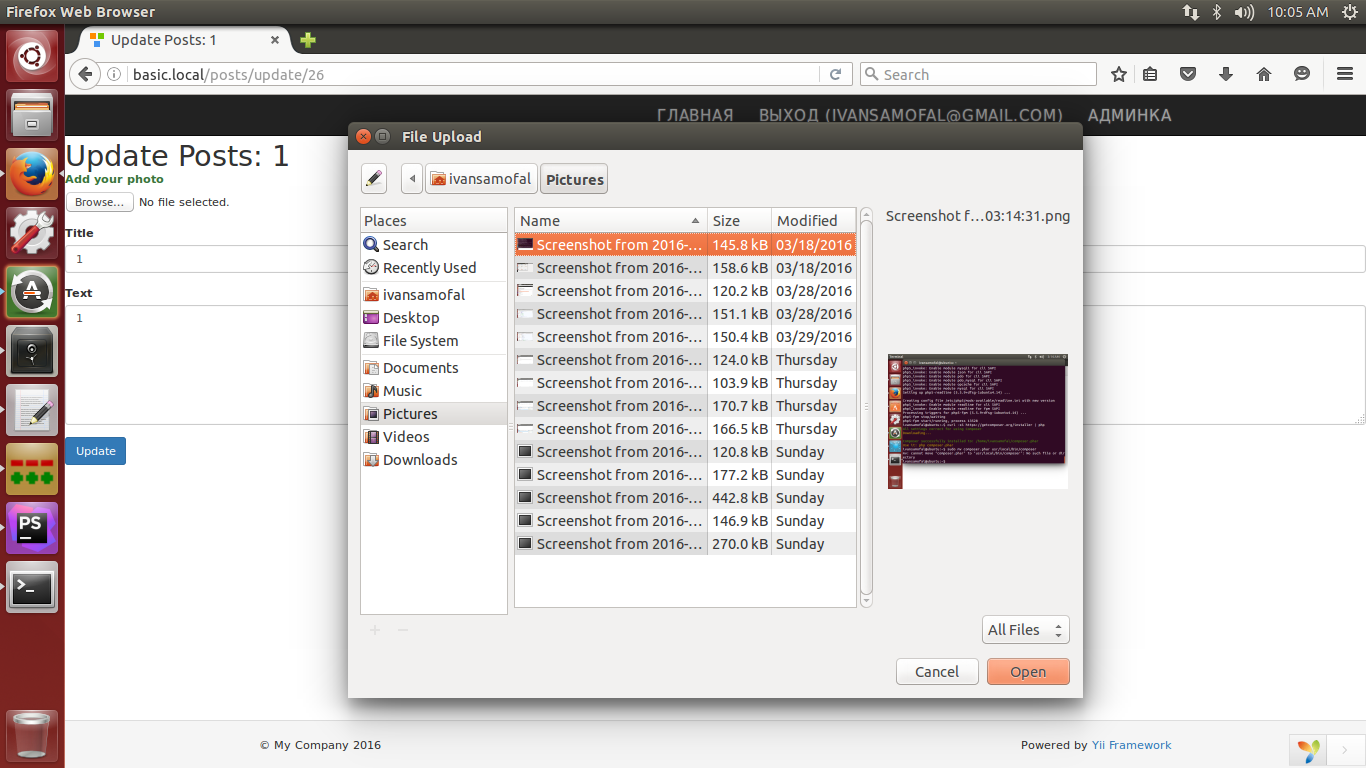 Firefox Web Browser
10:05 AM
Update Posts: 1
basic.local/posts/update/26
Search
ГЛАВНАЯ ВЫХОД (IVANSAMOFAL@GMAIL.COM) АДМИНКА
Update Posts: 1
Add your photo
Browse... No file selected.
Title
1
Text
1
Update
File Upload
ivansamofal Pictures
Places
Search
Recently Used
ivansamofal
Desktop
File System
Documents
Music
Pictures
Videos
Downloads
Name Size Modified
Screenshot from 2016-... 145.8 kB 03/18/2016
Screenshot from 2016-... 158.6 kB 03/18/2016
Screenshot from 2016-... 120.2 kB 03/28/2016
Screenshot from 2016-... 151.1 kB 03/28/2016
Screenshot from 2016-... 150.4 kB 03/29/2016
Screenshot from 2016-... 124.0 kB Thursday
Screenshot from 2016-... 103.9 kB Thursday
Screenshot from 2016-... 170.7 kB Thursday
Screenshot from 2016-... 166.5 kB Thursday
Screenshot from 2016-... 120.8 kB Sunday
Screenshot from 2016-... 177.2 kB Sunday
Screenshot from 2016-... 442.8 kB Sunday
Screenshot from 2016-... 146.9 kB Sunday
Screenshot from 2016-... 270.0 kB Sunday
Screenshot f...03:14:31.png
All Files
Cancel Open
PS
© My Company 2016
Powered by Yii Framework